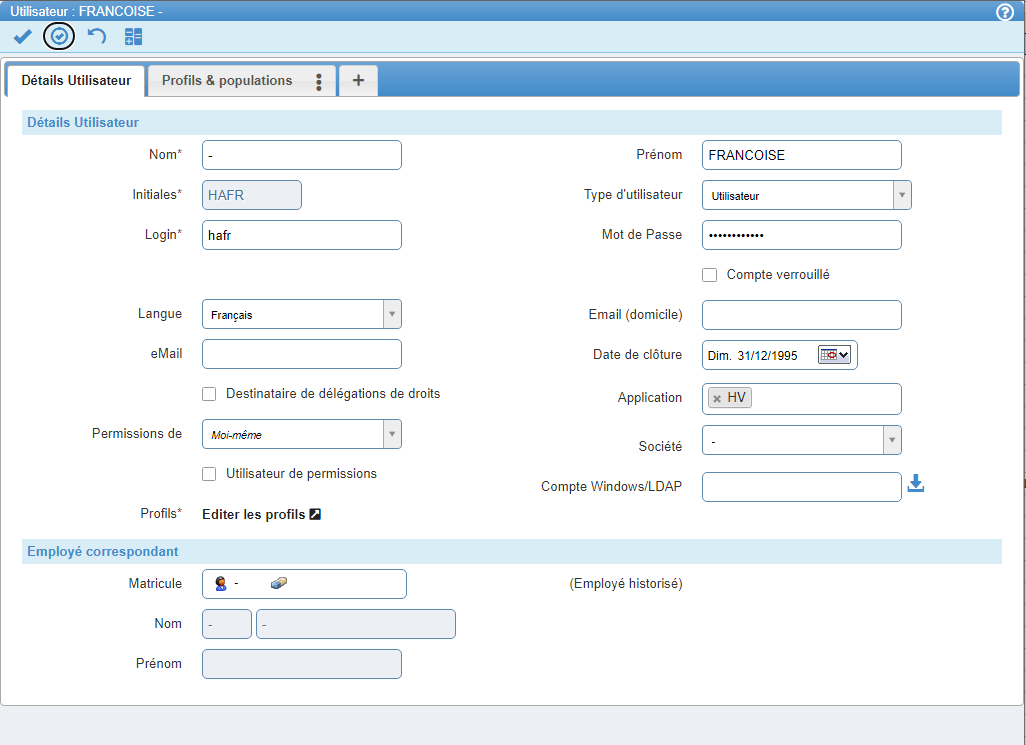 Utilisateur : FRANCOISE -
Détails Utilisateur
Profils & populations
+
Détails Utilisateur
Nom* -
Prénom FRANCOISE
Initiales* HAFR
Type d'utilisateur Utilisateur
Login* hafr
Mot de Passe ••••••••••••
Compte verrouillé
Langue Français
Email (domicile)
eMail
Date de clôture Dim. 31/12/1995
Destinataire de délégations de droits
Application × HV
Permissions de Moi-même
Société -
Utilisateur de permissions
Compte Windows/LDAP
Profils* Editer les profils
Employé correspondant
Matricule -
(Employé historisé)
Nom - -
Prénom